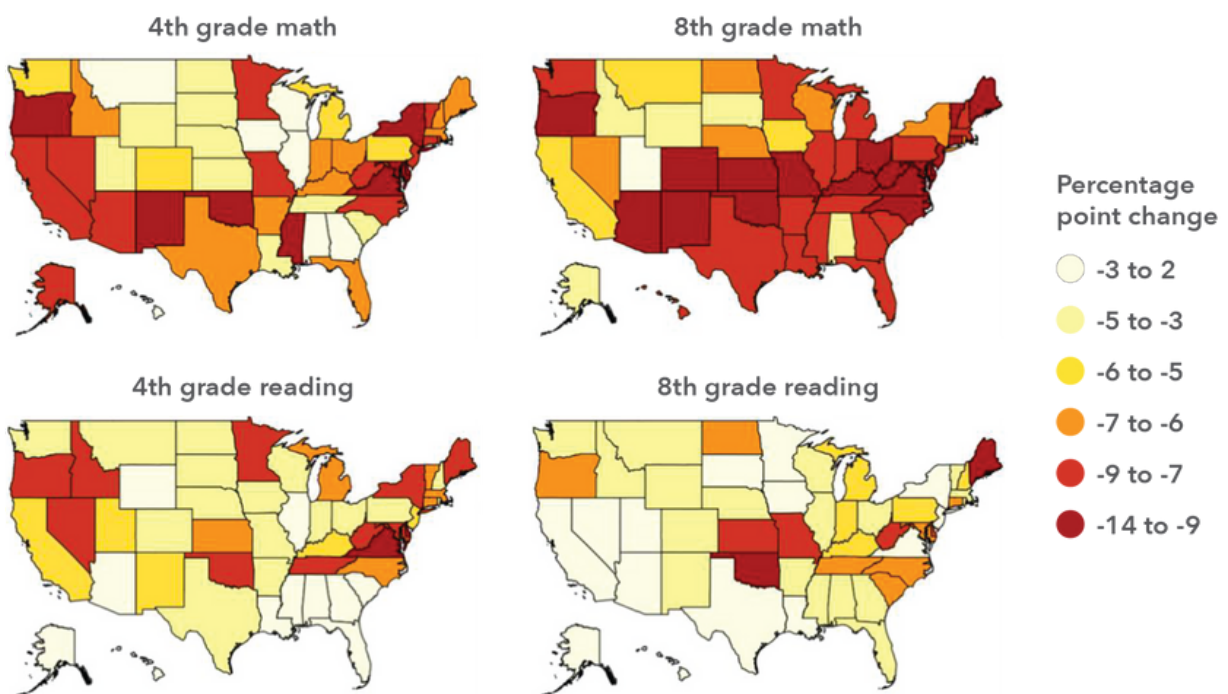 4th grade math
8th grade math
4th grade reading
8th grade reading
Percentage
point change
-3 to 2
-5 to -3
-6 to -5
-7 to -6
-9 to -7
-14 to -9